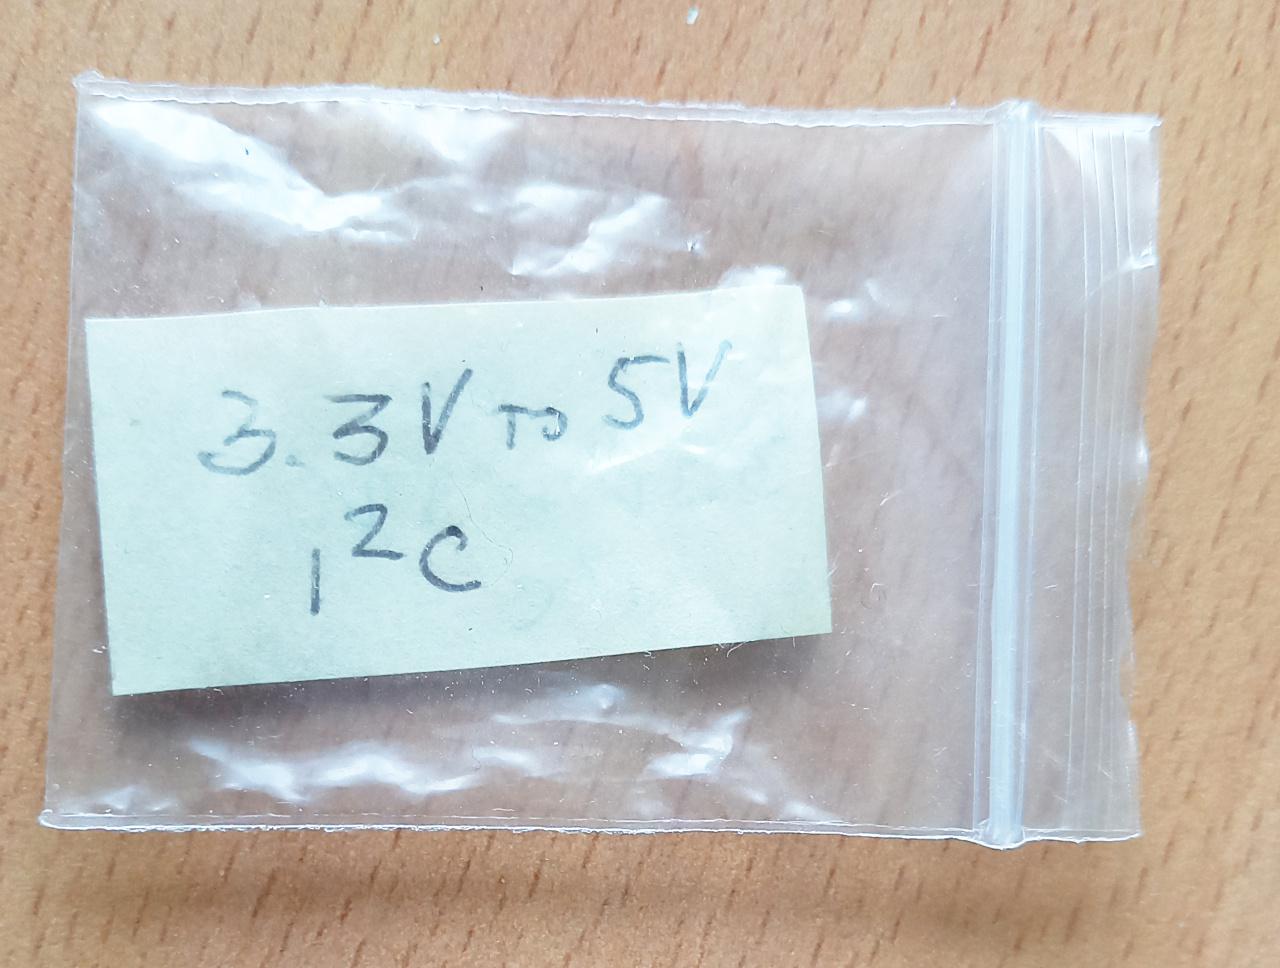 3.3V TO 5V
I²C